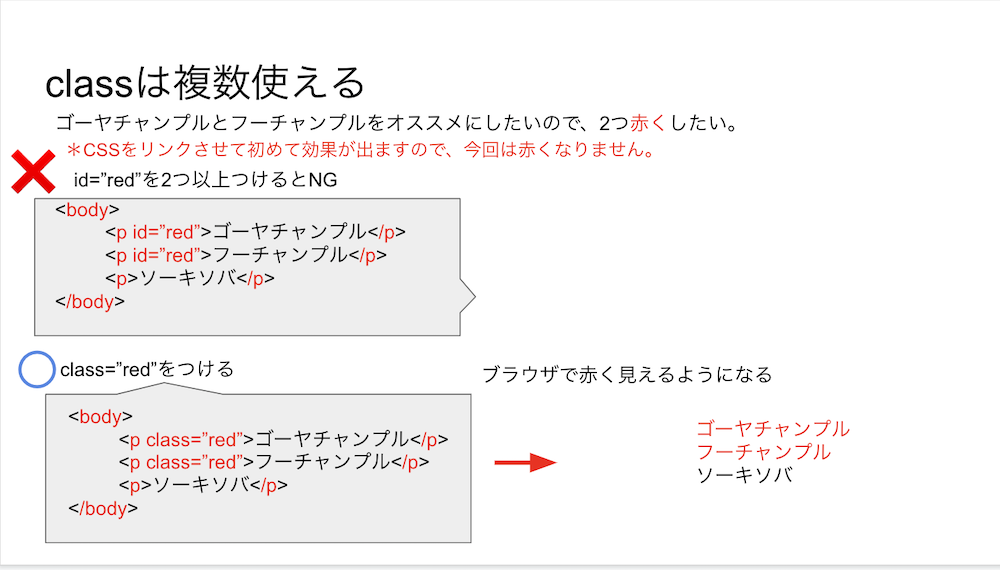 classは複数使える
ゴーヤチャンプルとフーチャンプルをオススメにしたいので、2つ赤くしたい。
＊CSSをリンクさせて初めて効果が出ますので、今回は赤くなりません。
id=”red”を2つ以上つけるとNG
<body>
<p id=”red”>ゴーヤチャンプル</p>
<p id=”red”>フーチャンプル</p>
<p>ソーキソバ</p>
</body>
class=”red”をつける
<body>
<p class=”red”>ゴーヤチャンプル</p>
<p class=”red”>フーチャンプル</p>
<p>ソーキソバ</p>
</body>
ブラウザで赤く見えるようになる
ゴーヤチャンプル
フーチャンプル
ソーキソバ